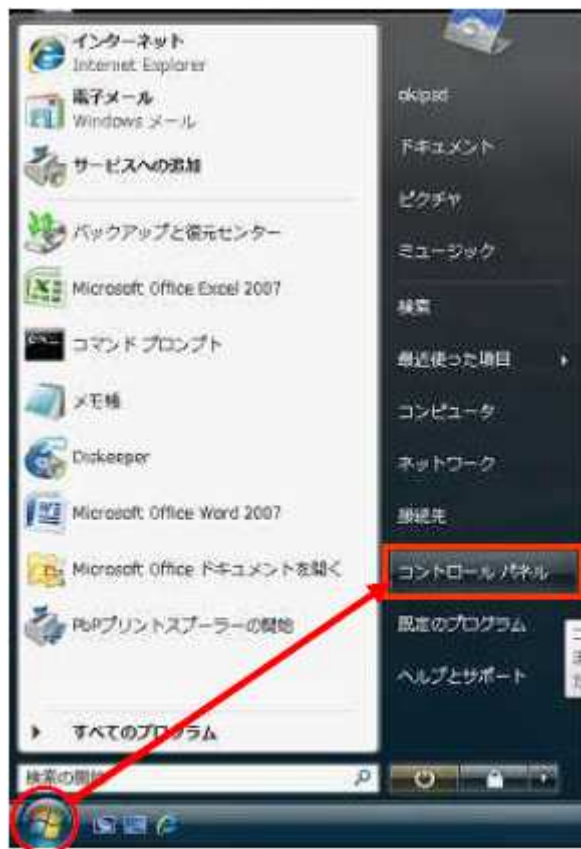 インターネット
Internet Explorer
電子メール
Windows メール
サービスへの追加
バックアップと復元センター
Microsoft Office Excel 2007
コマンド プロンプト
メモ帳
Diskeeper
Microsoft Office Word 2007
Microsoft Office ドキュメントを開く
PbPプリントスプーラーの開始
すべてのプログラム
検索の開始
okipsd
ドキュメント
ピクチャ
ミュージック
検索
最近使った項目
コンピュータ
ネットワーク
接続先
コントロール パネル
既定のプログラム
ヘルプとサポート